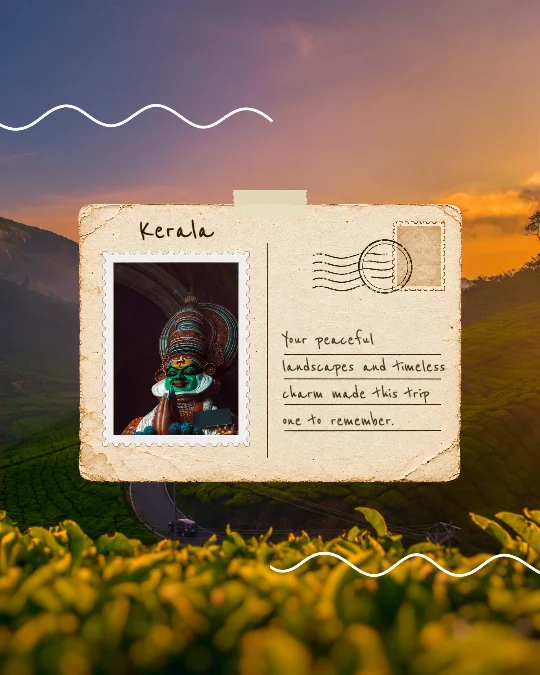 Kerala
Your peaceful
landscapes and timeless
charm made this trip
one to remember.